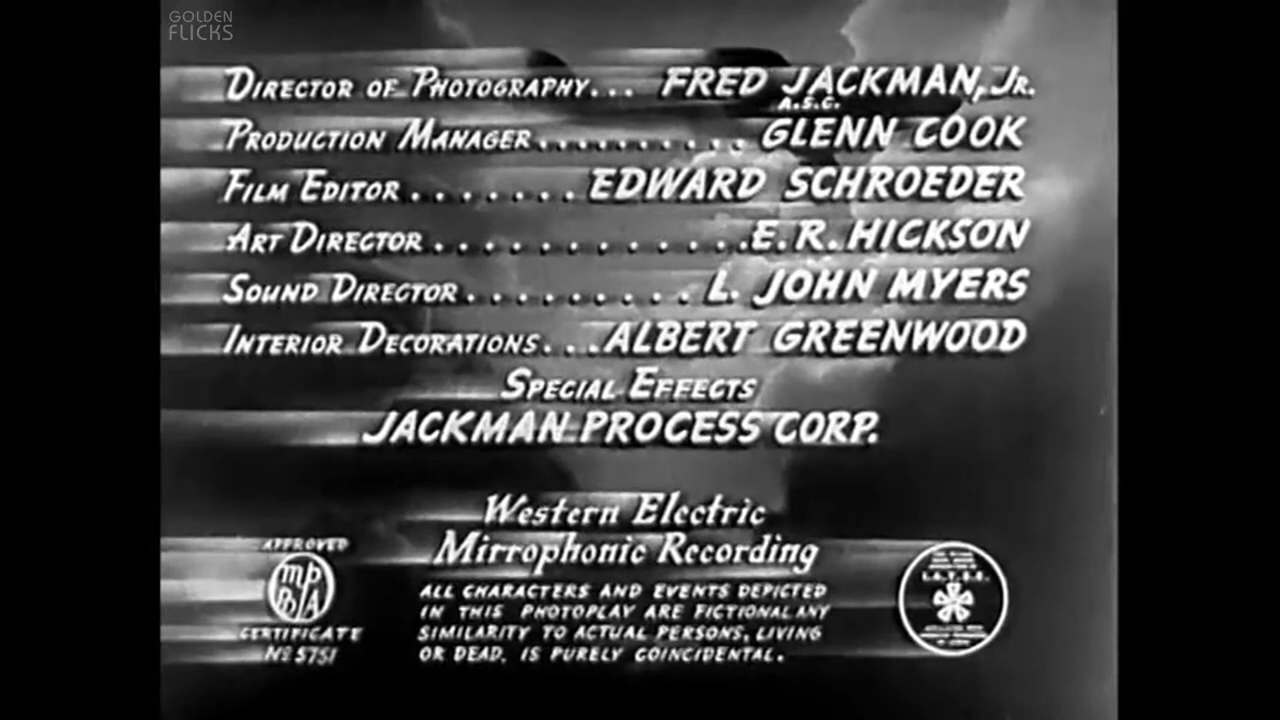 GOLDEN
FLICKS
DIRECTOR OF PHOTOGRAPHY... FRED JACKMAN, JR.
A.S.C.
PRODUCTION MANAGER.......... GLENN COOK
FILM EDITOR....... EDWARD SCHROEDER
ART DIRECTOR.............E.R. HICKSON
SOUND DIRECTOR......... L. JOHN MYERS
INTERIOR DECORATIONS...ALBERT GREENWOOD
SPECIAL EFFECTS
JACKMAN PROCESS CORP.
Western Electric
Mirrophonic Recording
APPROVED
MPPDA
CERTIFICATE
No 5751
ALL CHARACTERS AND EVENTS DEPICTED
IN THIS PHOTOPLAY ARE FICTIONAL ANY
SIMILARITY TO ACTUAL PERSONS, LIVING
OR DEAD, IS PURELY COINCIDENTAL.
I.A.T.S.E.